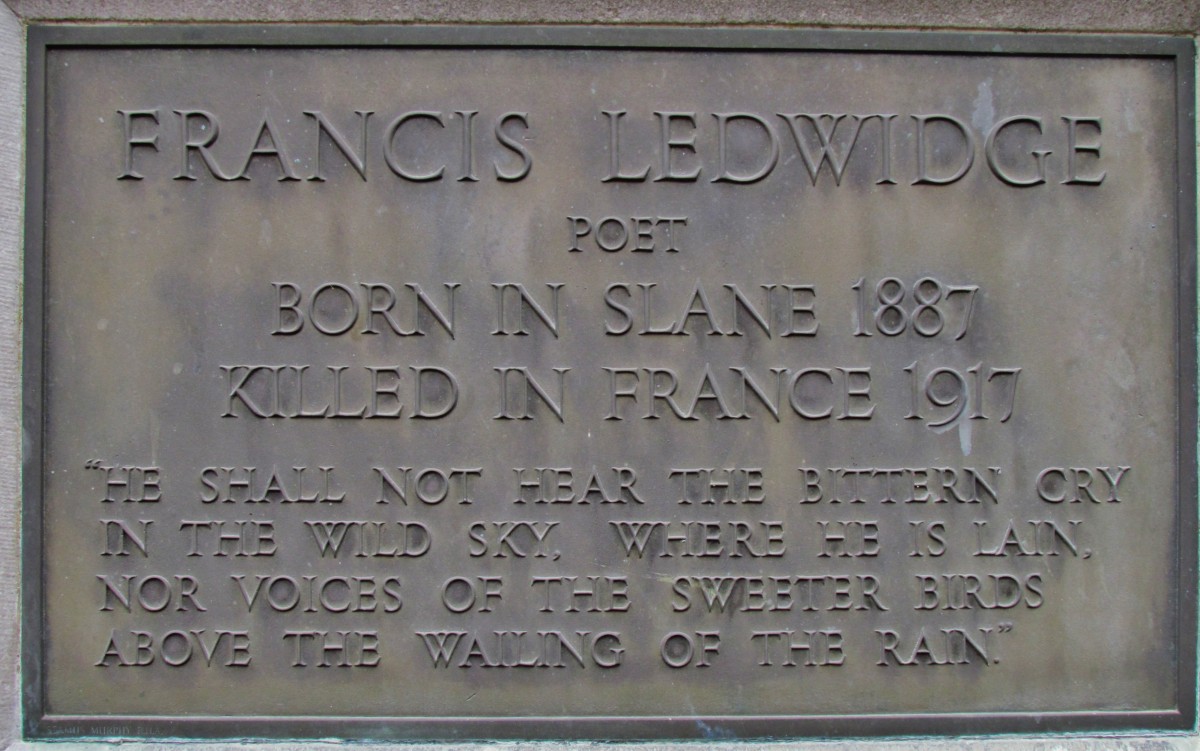 FRANCIS LEDWIDGE
POET
BORN IN SLANE 1887
KILLED IN FRANCE 1917
“HE SHALL NOT HEAR THE BITTERN CRY
IN THE WILD SKY, WHERE HE IS LAIN,
NOR VOICES OF THE SWEETER BIRDS
ABOVE THE WAILING OF THE RAIN.”
MURPHY